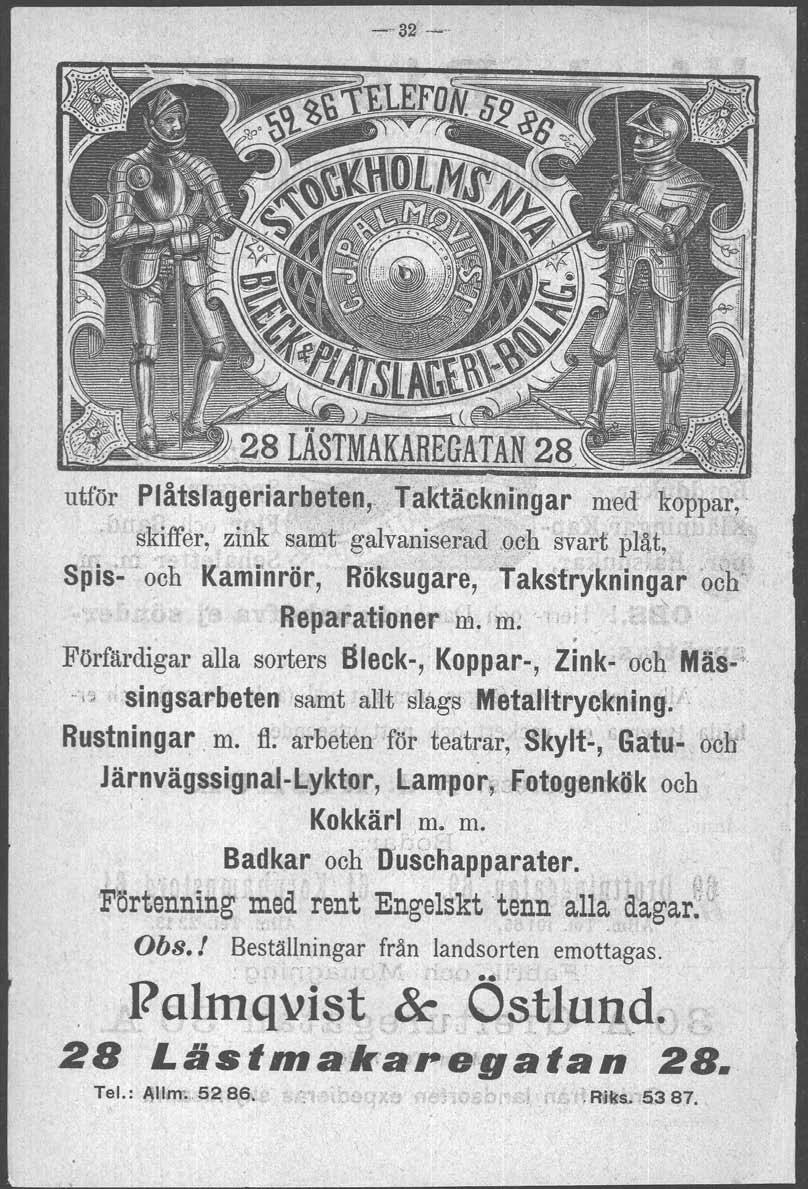 — 32 —
52 86 TELEFON. 52 86
STOCKHOLMS NYA
C.J. PALMQVIST
BLECK & PLÅTSLAGERI-BOLAG.
28 LÄSTMAKAREGATAN 28
utför Plåtslageriarbeten, Taktäckningar med koppar,
skiffer, zink samt galvaniserad och svart plåt,
Spis- och Kaminrör, Röksugare, Takstrykningar och
Reparationer m. m.
Förfärdigar alla sorters Bleck-, Koppar-, Zink- och Mäs-
singsarbeten samt allt slags Metalltryckning.
Rustningar m. fl. arbeten för teatrar, Skylt-, Gatu- och
Järnvägssignal-Lyktor, Lampor, Fotogenkök och
Kokkärl m. m.
Badkar och Duschapparater.
Förtenning med rent Engelskt tenn alla dagar.
Obs.! Beställningar från landsorten emottagas.
Palmqvist & Östlund.
28 Lästmakaregatan 28.
Tel.: Allm. 52 86. Riks. 53 87.